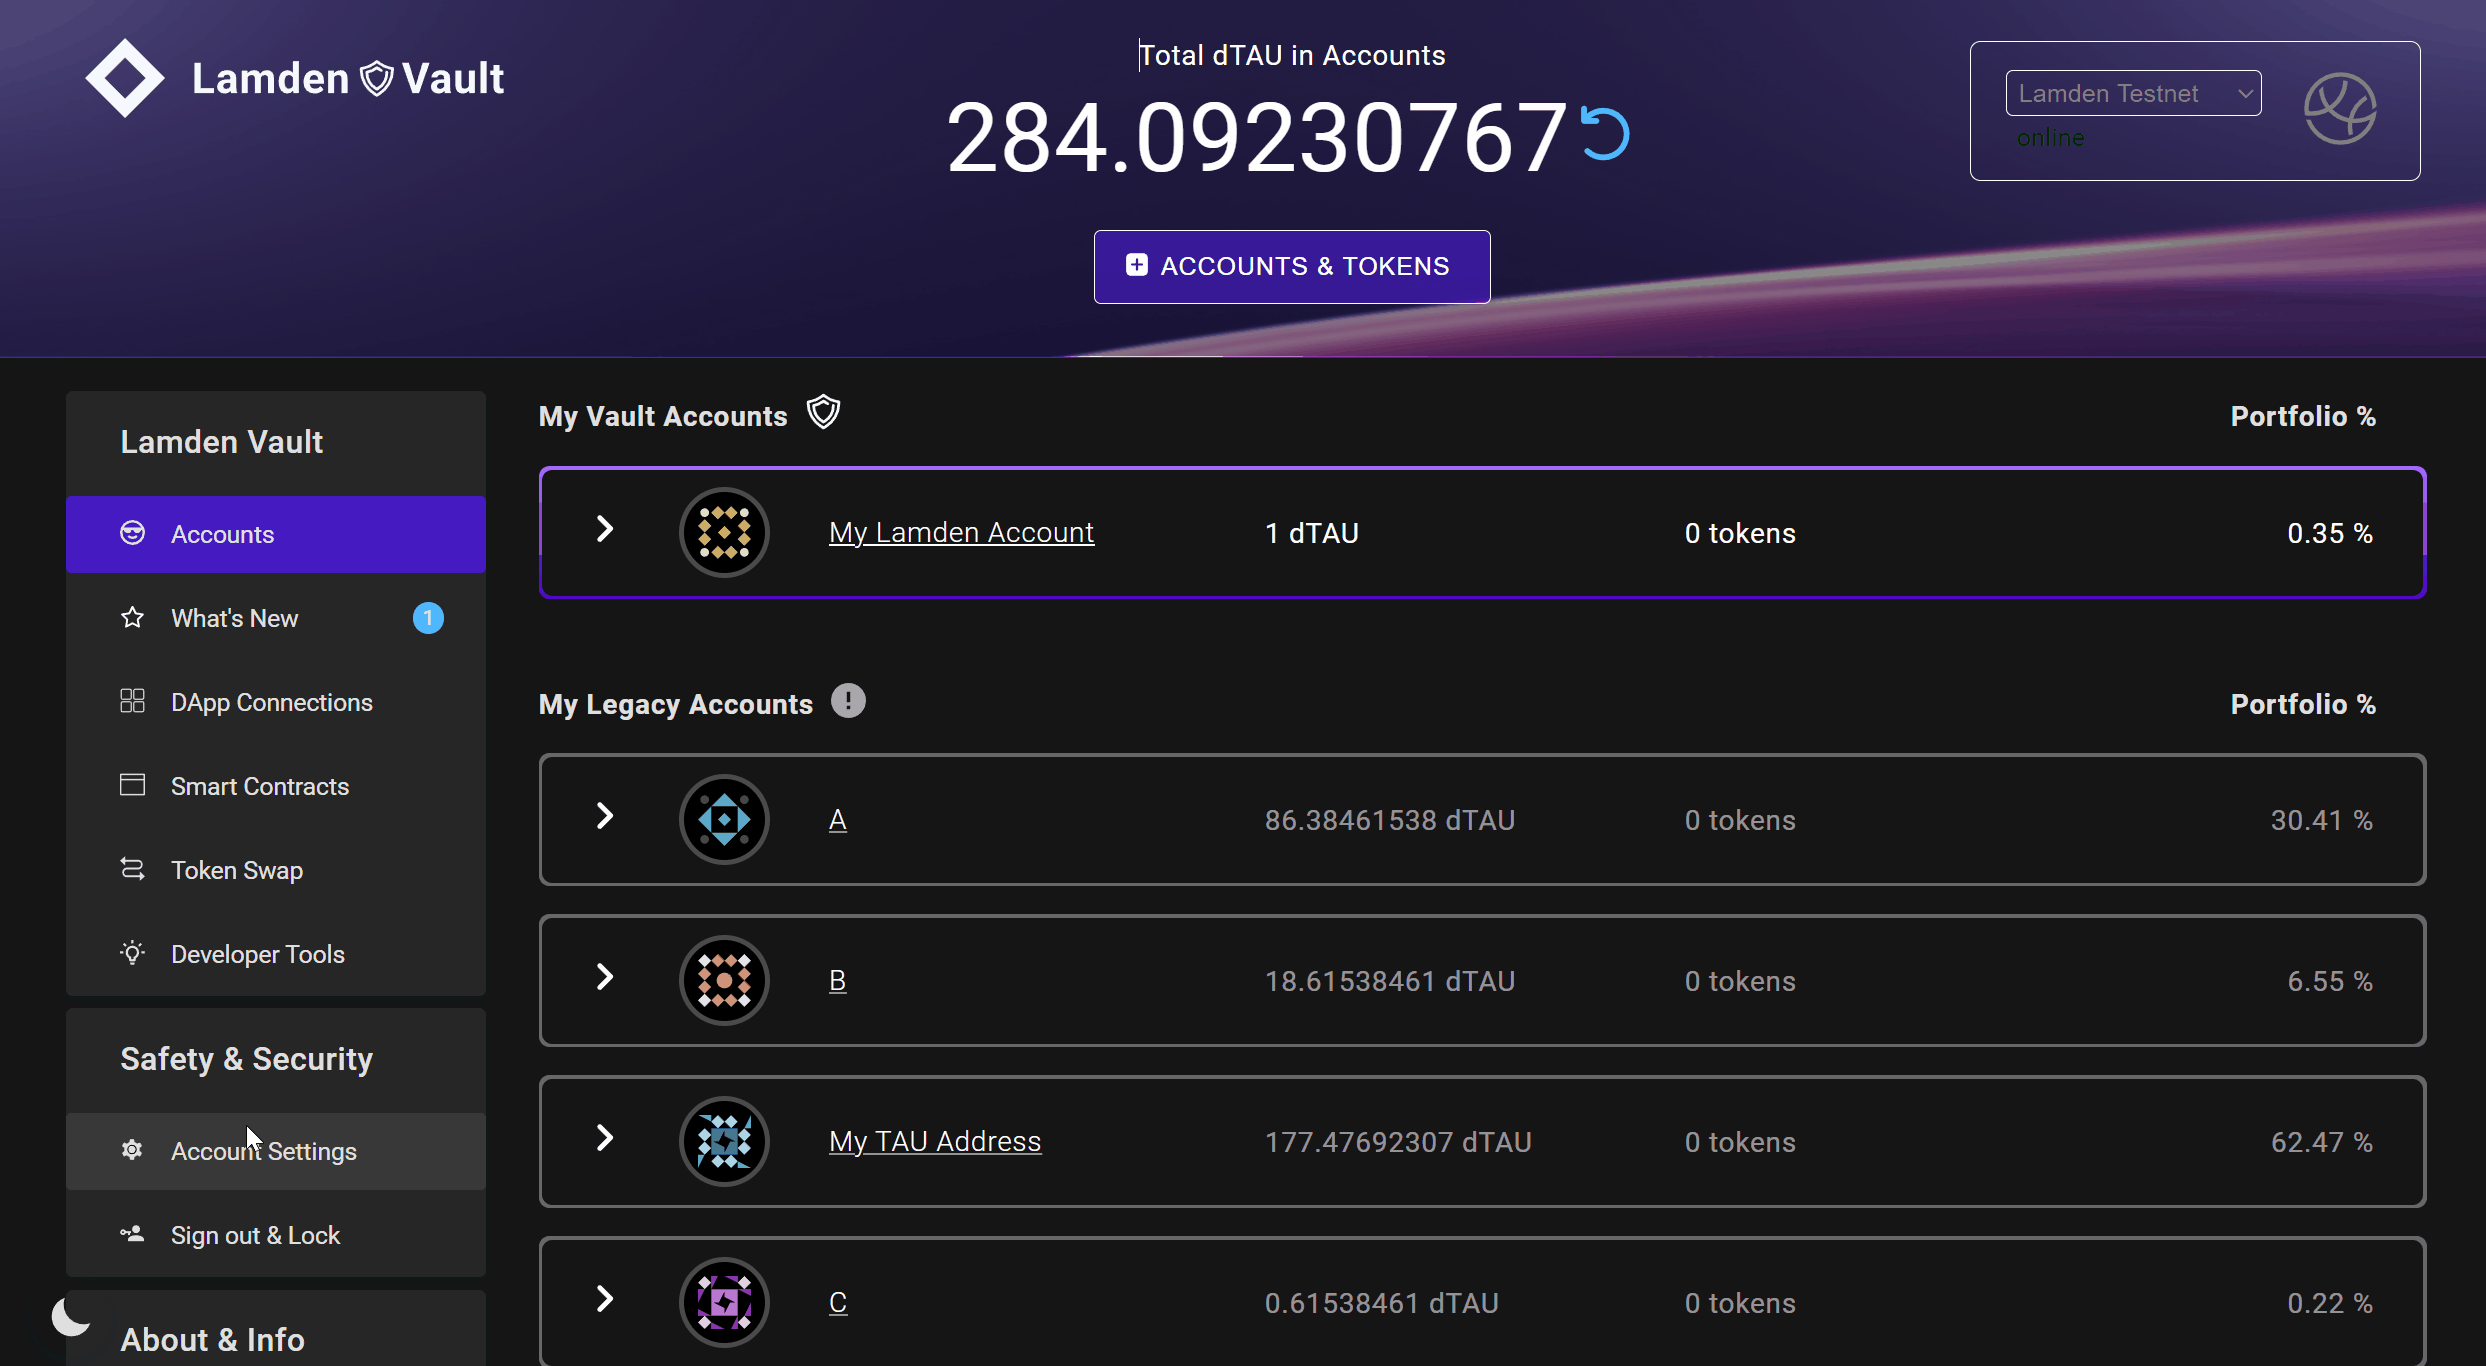 Lamden Vault
Total dTAU in Accounts
284.09230767
Lamden Testnet
online
ACCOUNTS & TOKENS
Lamden Vault
Accounts
What's New 1
DApp Connections
Smart Contracts
Token Swap
Developer Tools
Safety & Security
Account Settings
Sign out & Lock
About & Info
My Vault Accounts Portfolio %
My Lamden Account 1 dTAU 0 tokens 0.35 %
My Legacy Accounts Portfolio %
A 86.38461538 dTAU 0 tokens 30.41 %
B 18.61538461 dTAU 0 tokens 6.55 %
My TAU Address 177.47692307 dTAU 0 tokens 62.47 %
C 0.61538461 dTAU 0 tokens 0.22 %